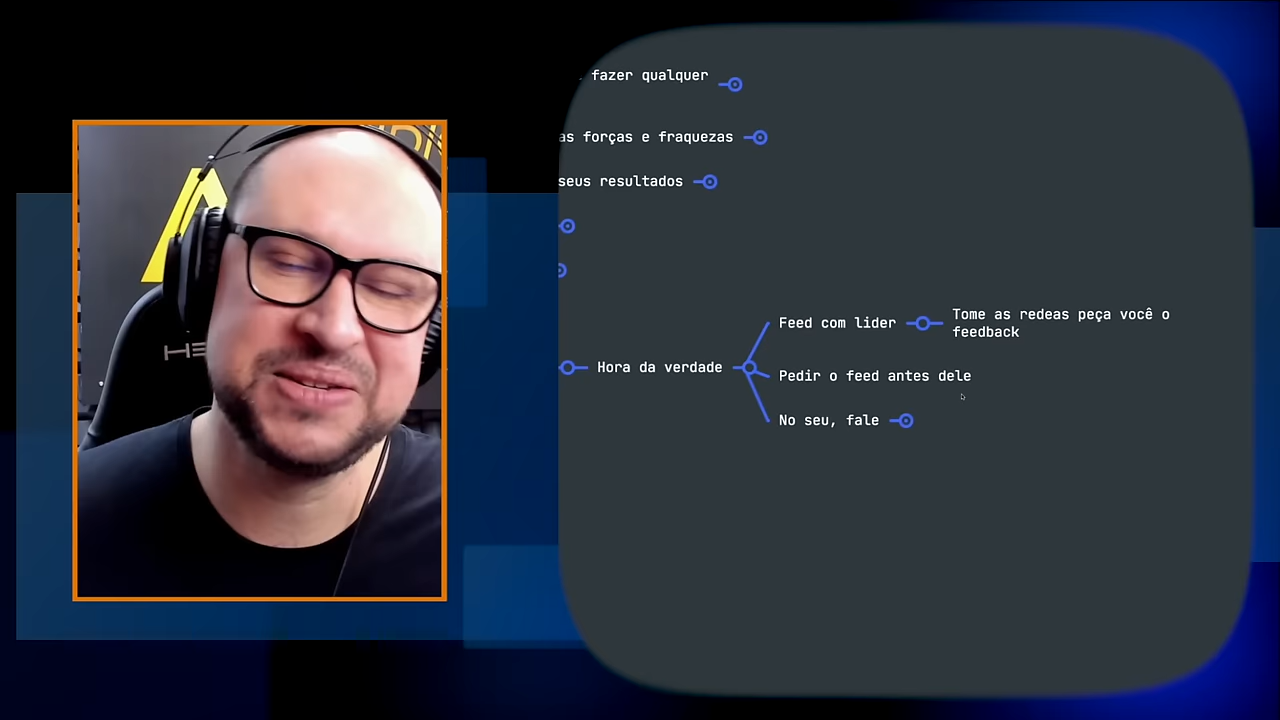 fazer qualquer
as forças e fraquezas
seus resultados
Feed com lider
Tome as redeas peça você o
feedback
Hora da verdade
Pedir o feed antes dele
No seu, fale